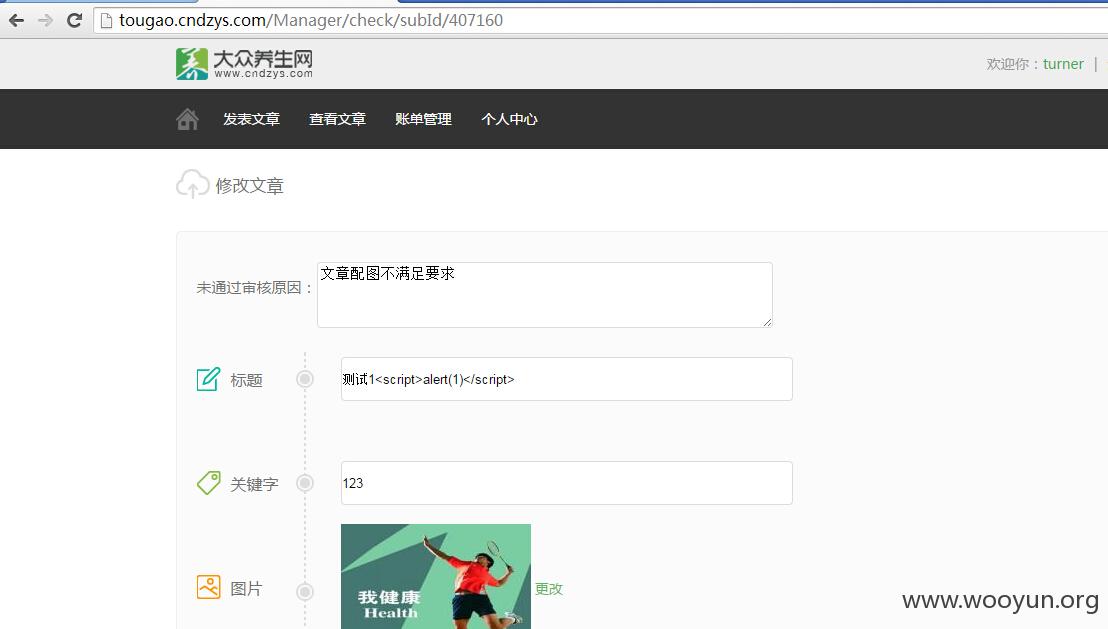 tougao.cndzys.com/Manager/check/subId/407160
大众养生网
www.cndzys.com
欢迎你：turner |
发表文章 查看文章 账单管理 个人中心
修改文章
未通过审核原因： 文章配图不满足要求
标题 测试1<script>alert(1)</script>
关键字 123
图片 更改
我健康
Health
www.wooyun.org